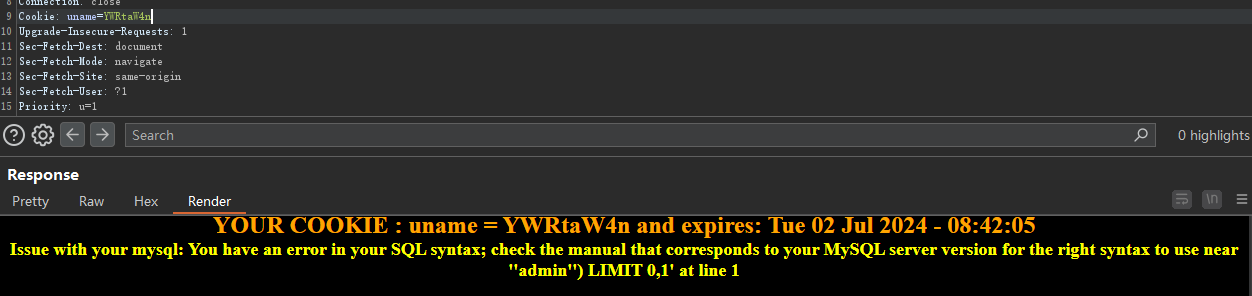 8 Connection: close
9 Cookie: uname=YWRtaW4n
10 Upgrade-Insecure-Requests: 1
11 Sec-Fetch-Dest: document
12 Sec-Fetch-Mode: navigate
13 Sec-Fetch-Site: same-origin
14 Sec-Fetch-User: ?1
15 Priority: u=1
Search
0 highlights
Response
Pretty Raw Hex Render
\n
YOUR COOKIE : uname = YWRtaW4n and expires: Tue 02 Jul 2024 - 08:42:05
Issue with your mysql: You have an error in your SQL syntax; check the manual that corresponds to your MySQL server version for the right syntax to use near
''admin'') LIMIT 0,1' at line 1